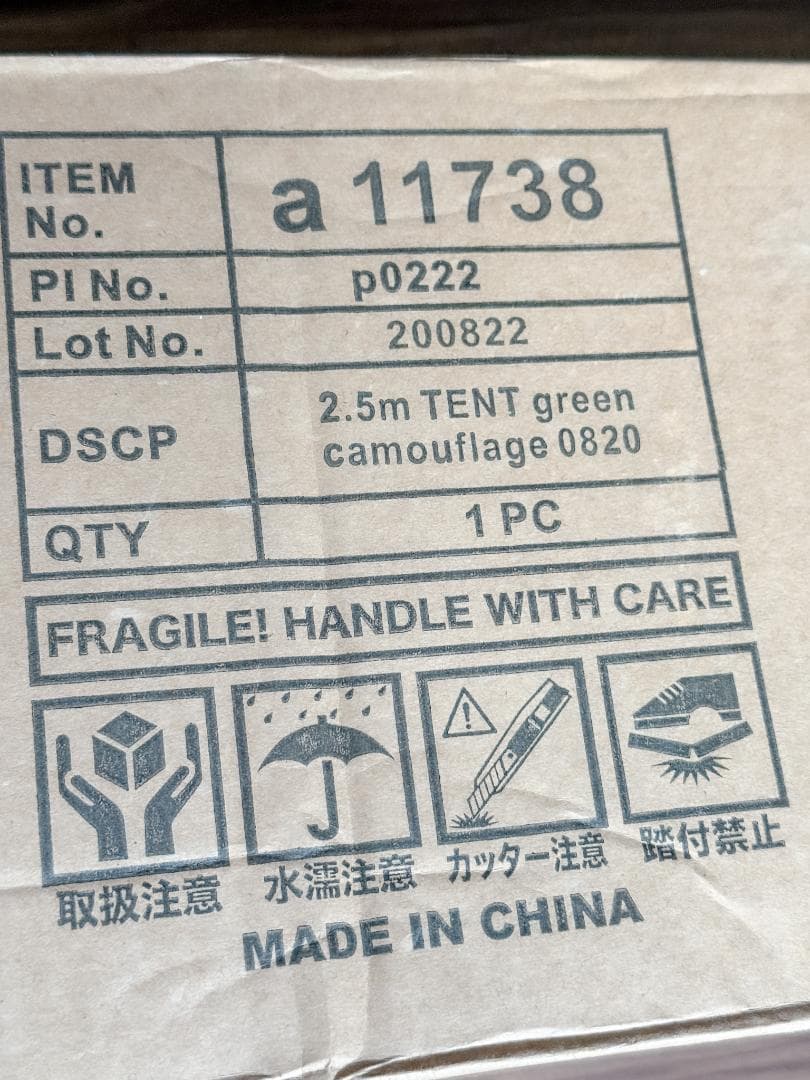 ITEM No. a 11738
PI No. p0222
Lot No. 200822
DSCP 2.5m TENT green camouflage 0820
QTY 1 PC
FRAGILE! HANDLE WITH CARE
取扱注意 水濡注意 カッター注意 踏付禁止
MADE IN CHINA